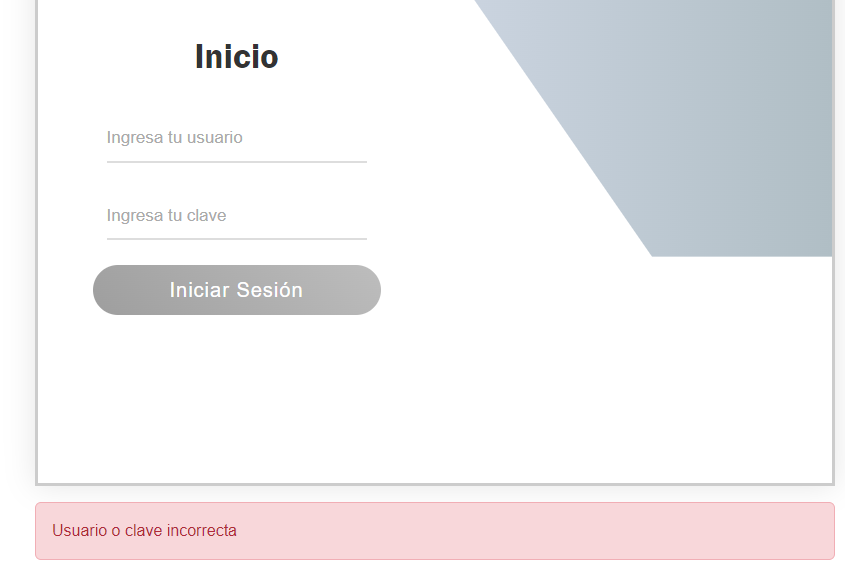 Inicio
Ingresa tu usuario
Ingresa tu clave
Iniciar Sesión
Usuario o clave incorrecta